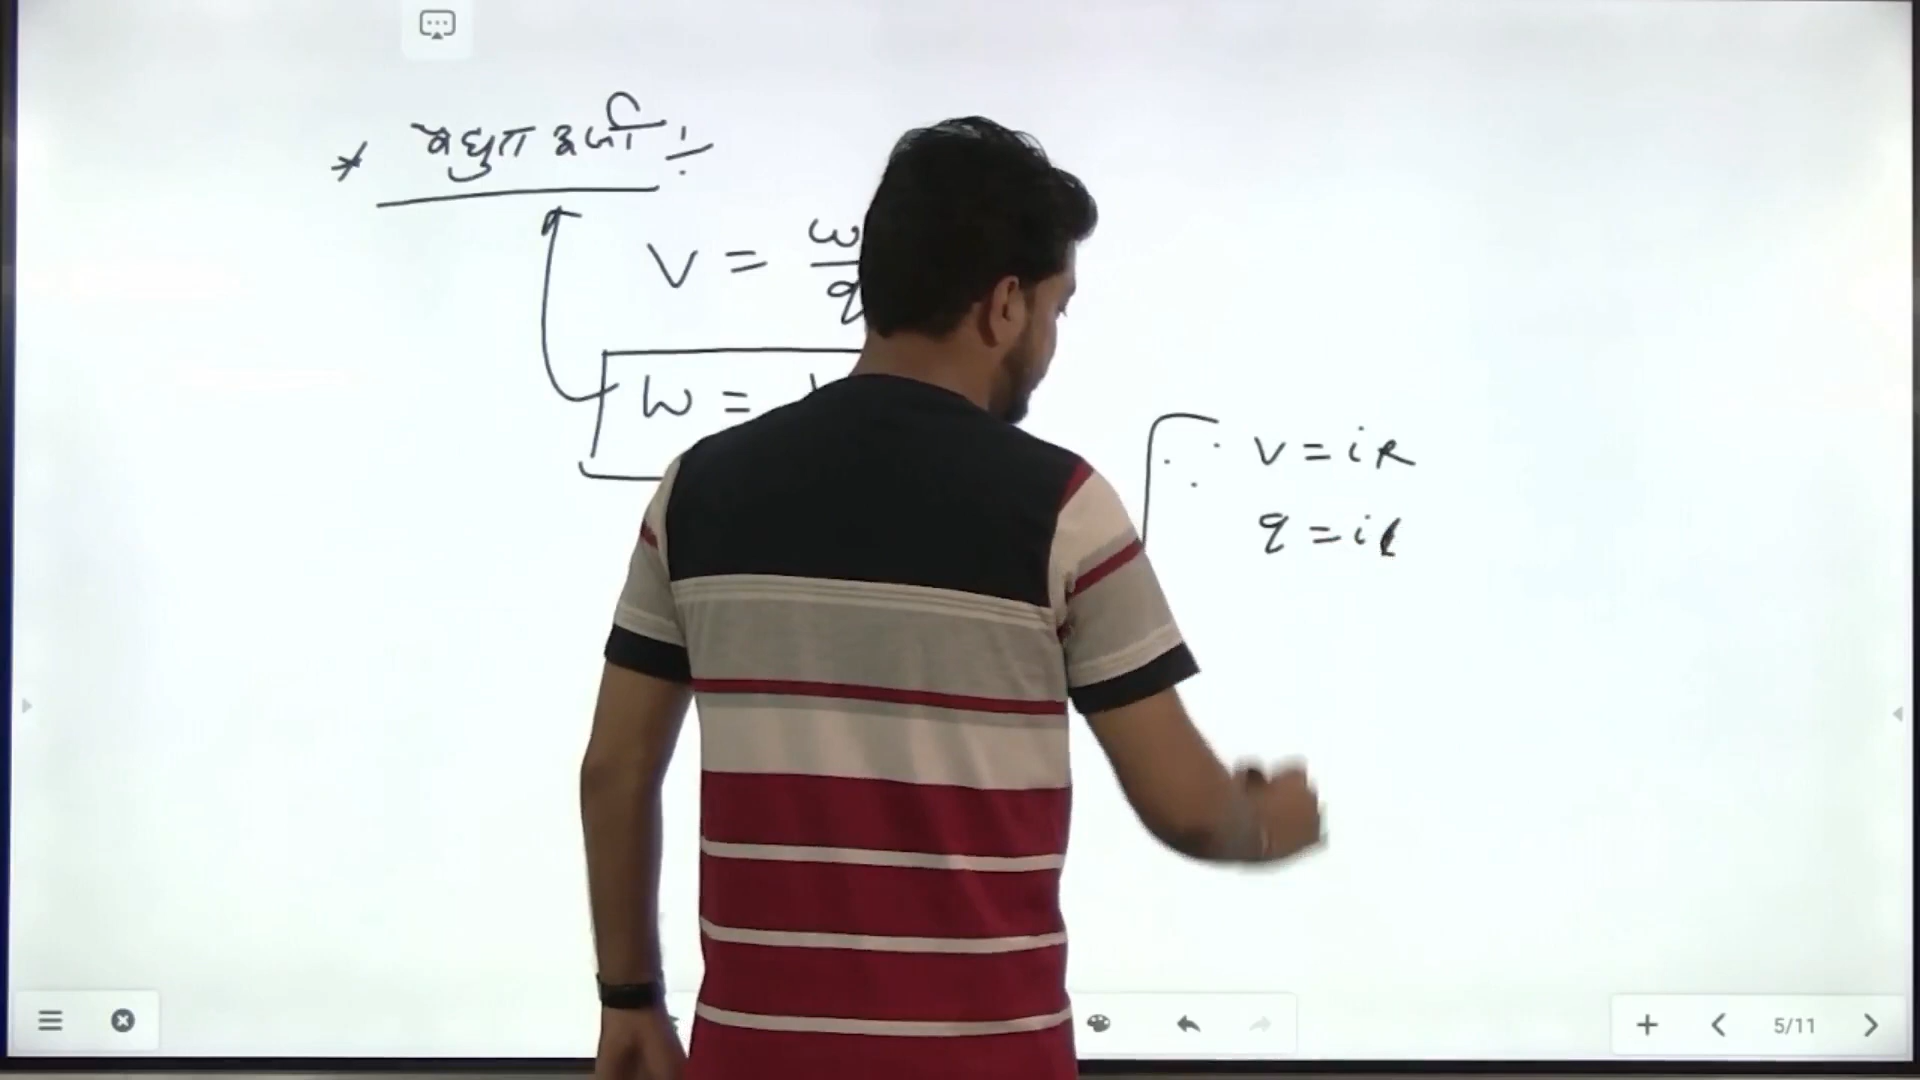 * वैद्युत ऊर्जा :-
V = w/q
W =
∵ V = iR
q = it
5/11